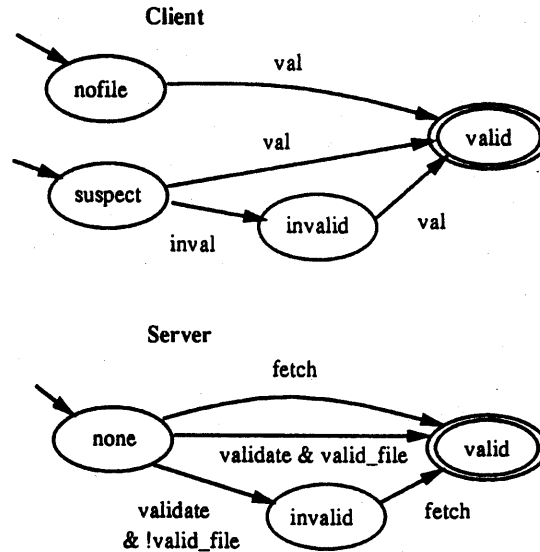 Client
val
nofile
val
valid
suspect
invalid
inval
val
Server
fetch
none
validate & valid_file
valid
validate
& !valid_file
invalid
fetch